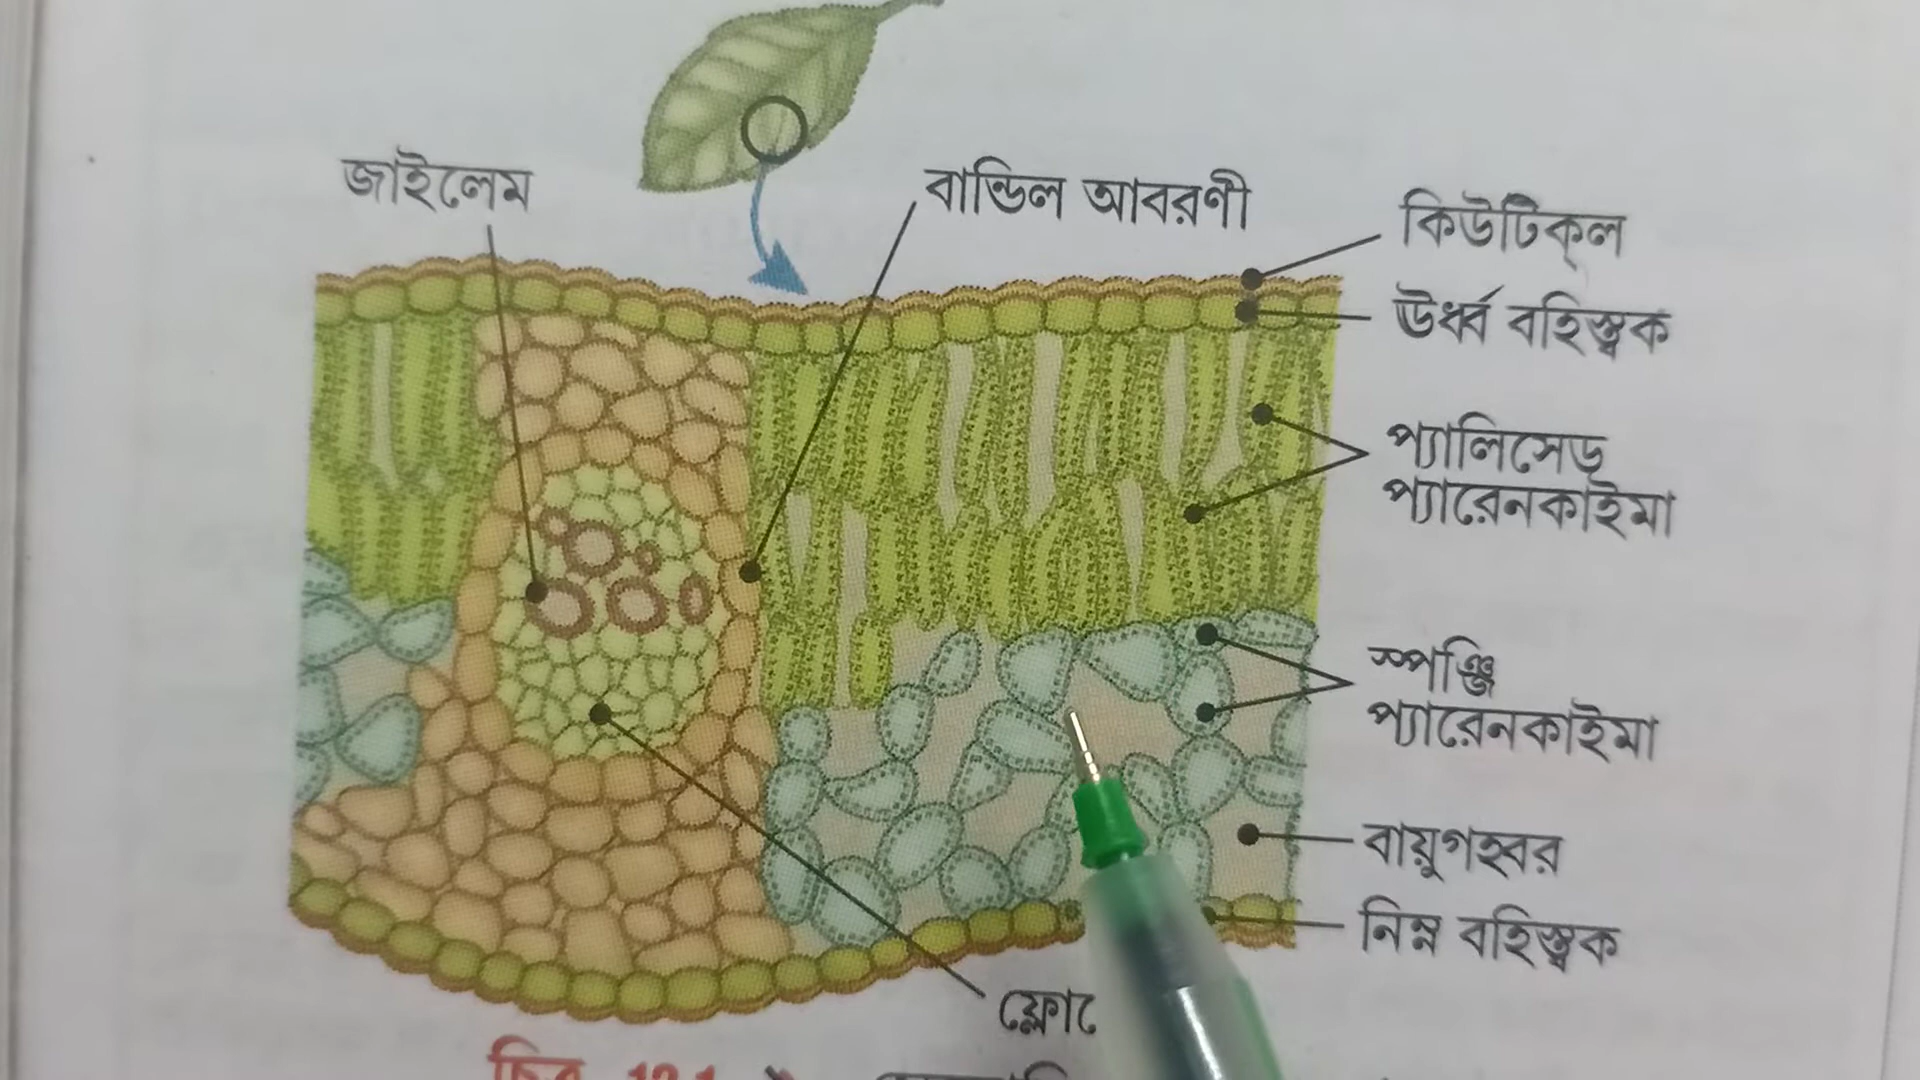 জাইলেম
বান্ডিল আবরণী
কিউটিক্‌ল
ঊর্ধ্ব বহিস্ত্বক
প্যালিসেড
প্যারেনকাইমা
স্পঞ্জি
প্যারেনকাইমা
বায়ুগহ্বর
নিম্ন বহিস্ত্বক